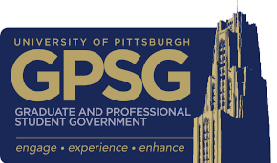 UNIVERSITY OF PITTSBURGH
GPSG
GRADUATE AND PROFESSIONAL
STUDENT GOVERNMENT
engage • experience • enhance